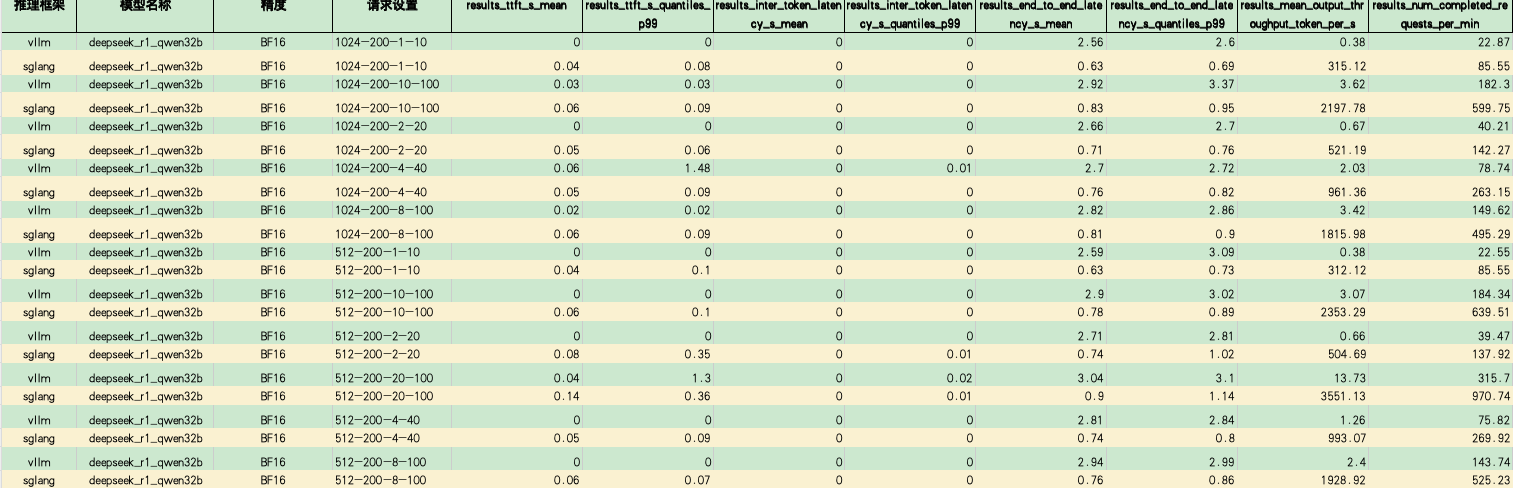 推理框架 模型名称 精度 请求设置 results_ttft_s_mean results_ttft_s_quantiles_p99 results_inter_token_latency_s_mean results_inter_token_latency_s_quantiles_p99 results_end_to_end_latency_s_mean results_end_to_end_latency_s_quantiles_p99 results_mean_output_throughput_token_per_s results_num_completed_requests_per_min
vllm deepseek_r1_qwen32b BF16 1024-200-1-10 0 0 0 0 2.56 2.6 0.38 22.87
sglang deepseek_r1_qwen32b BF16 1024-200-1-10 0.04 0.08 0 0 0.63 0.69 315.12 85.55
vllm deepseek_r1_qwen32b BF16 1024-200-10-100 0.03 0.03 0 0 2.92 3.37 3.62 182.3
sglang deepseek_r1_qwen32b BF16 1024-200-10-100 0.06 0.09 0 0 0.83 0.95 2197.78 599.75
vllm deepseek_r1_qwen32b BF16 1024-200-2-20 0 0 0 0 2.66 2.7 0.67 40.21
sglang deepseek_r1_qwen32b BF16 1024-200-2-20 0.05 0.06 0 0 0.71 0.76 521.19 142.27
vllm deepseek_r1_qwen32b BF16 1024-200-4-40 0.06 1.48 0 0.01 2.7 2.72 2.03 78.74
sglang deepseek_r1_qwen32b BF16 1024-200-4-40 0.05 0.09 0 0 0.76 0.82 961.36 263.15
vllm deepseek_r1_qwen32b BF16 1024-200-8-100 0.02 0.02 0 0 2.82 2.86 3.42 149.62
sglang deepseek_r1_qwen32b BF16 1024-200-8-100 0.06 0.09 0 0 0.81 0.9 1815.98 495.29
vllm deepseek_r1_qwen32b BF16 512-200-1-10 0 0 0 0 2.59 3.09 0.38 22.55
sglang deepseek_r1_qwen32b BF16 512-200-1-10 0.04 0.1 0 0 0.63 0.73 312.12 85.55
vllm deepseek_r1_qwen32b BF16 512-200-10-100 0 0 0 0 2.9 3.02 3.07 184.34
sglang deepseek_r1_qwen32b BF16 512-200-10-100 0.06 0.1 0 0 0.78 0.89 2353.29 639.51
vllm deepseek_r1_qwen32b BF16 512-200-2-20 0 0 0 0 2.71 2.81 0.66 39.47
sglang deepseek_r1_qwen32b BF16 512-200-2-20 0.08 0.35 0 0.01 0.74 1.02 504.69 137.92
vllm deepseek_r1_qwen32b BF16 512-200-20-100 0.04 1.3 0 0.02 3.04 3.1 13.73 315.7
sglang deepseek_r1_qwen32b BF16 512-200-20-100 0.14 0.36 0 0.01 0.9 1.14 3551.13 970.74
vllm deepseek_r1_qwen32b BF16 512-200-4-40 0 0 0 0 2.81 2.84 1.26 75.82
sglang deepseek_r1_qwen32b BF16 512-200-4-40 0.05 0.09 0 0 0.74 0.8 993.07 269.92
vllm deepseek_r1_qwen32b BF16 512-200-8-100 0 0 0 0 2.94 2.99 2.4 143.74
sglang deepseek_r1_qwen32b BF16 512-200-8-100 0.06 0.07 0 0 0.76 0.86 1928.92 525.23